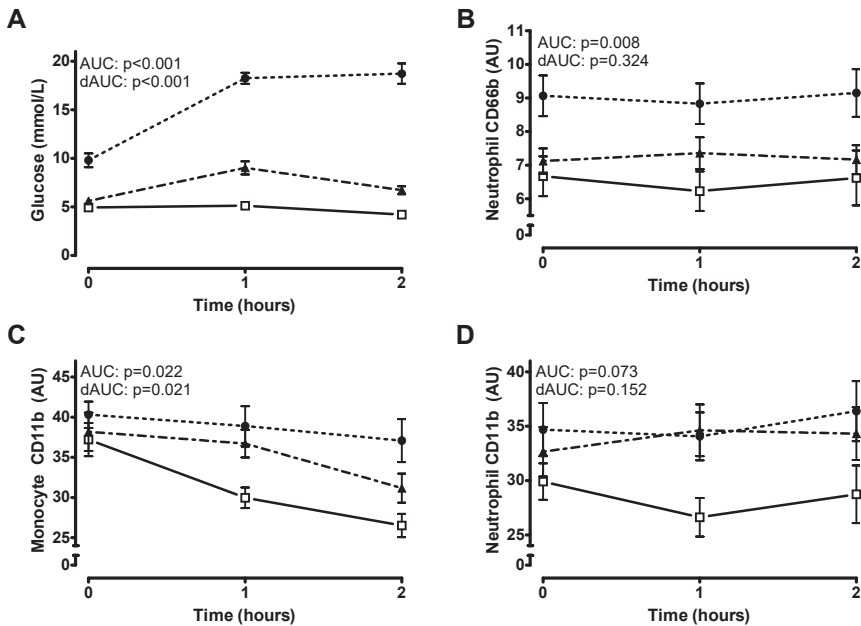 A
AUC: p<0.001
dAUC: p<0.001
Glucose (mmol/L)
20
15
10
5
0
0 1 2
Time (hours)
B
AUC: p=0.008
dAUC: p=0.324
Neutrophil CD66b (AU)
11
10
9
8
7
6
0
0 1 2
Time (hours)
C
AUC: p=0.022
dAUC: p=0.021
Monocyte CD11b (AU)
45
40
35
30
25
0
0 1 2
Time (hours)
D
AUC: p=0.073
dAUC: p=0.152
Neutrophil CD11b (AU)
40
35
30
25
0
0 1 2
Time (hours)